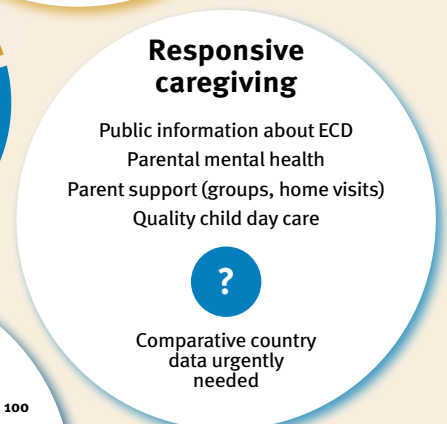 Responsive
caregiving
Public information about ECD
Parental mental health
Parent support (groups, home visits)
Quality child day care
?
Comparative country
data urgently
needed
100